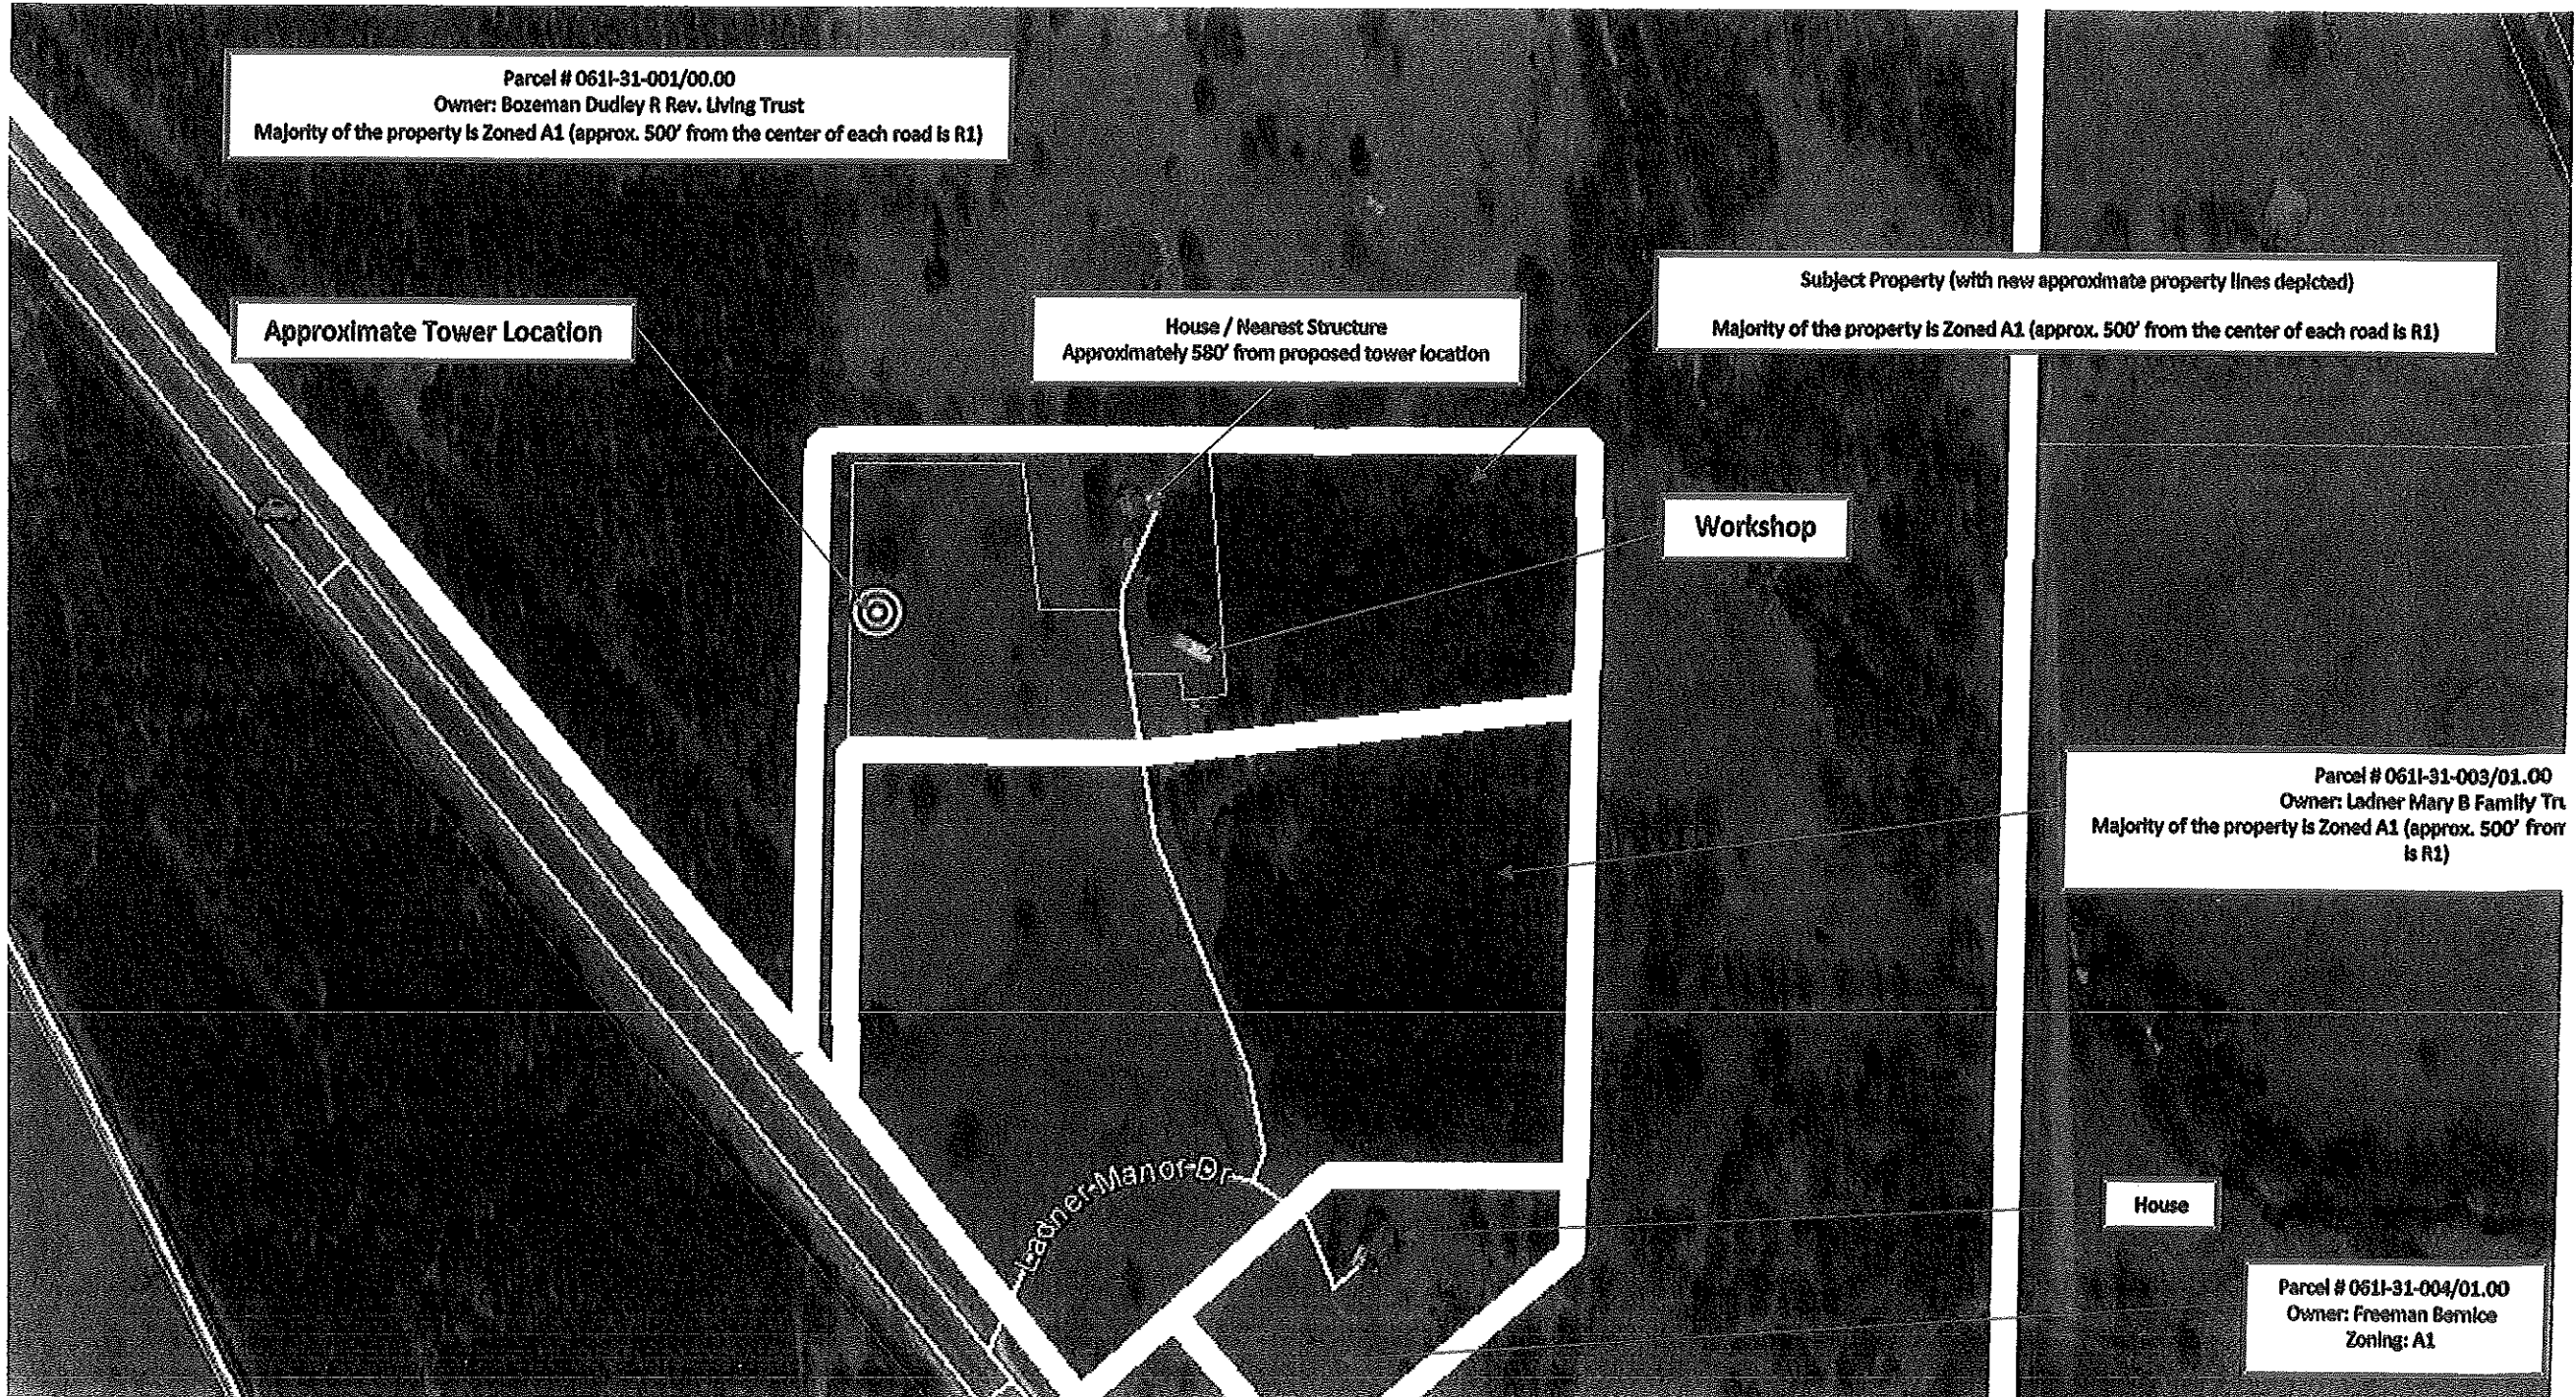 Parcel # 061I-31-001/00.00
Owner: Bozeman Dudley R Rev. Living Trust
Majority of the property is Zoned A1 (approx. 500' from the center of each road is R1)
Approximate Tower Location
House / Nearest Structure
Approximately 580' from proposed tower location
Subject Property (with new approximate property lines depicted)
Majority of the property is Zoned A1 (approx. 500' from the center of each road is R1)
Workshop
Parcel # 061I-31-003/01.00
Owner: Ladner Mary B Family Tru
Majority of the property is Zoned A1 (approx. 500' from
is R1)
Ladner-Manor-Dr
House
Parcel # 061I-31-004/01.00
Owner: Freeman Bernice
Zoning: A1